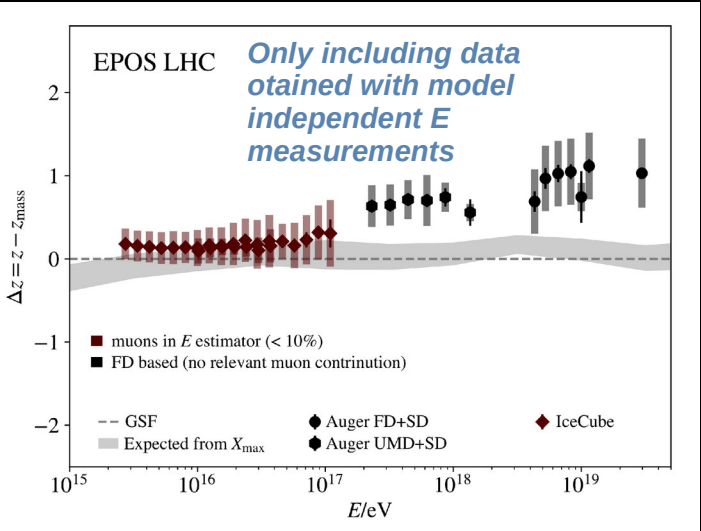 EPOS LHC
Only including data
otained with model
independent E
measurements
2
1
0
−1
−2
Δz = z − z_mass
muons in E estimator (< 10%)
FD based (no relevant muon contrinution)
GSF
Auger FD+SD
IceCube
Expected from X_max
Auger UMD+SD
10^15
10^16
10^17
10^18
10^19
E/eV